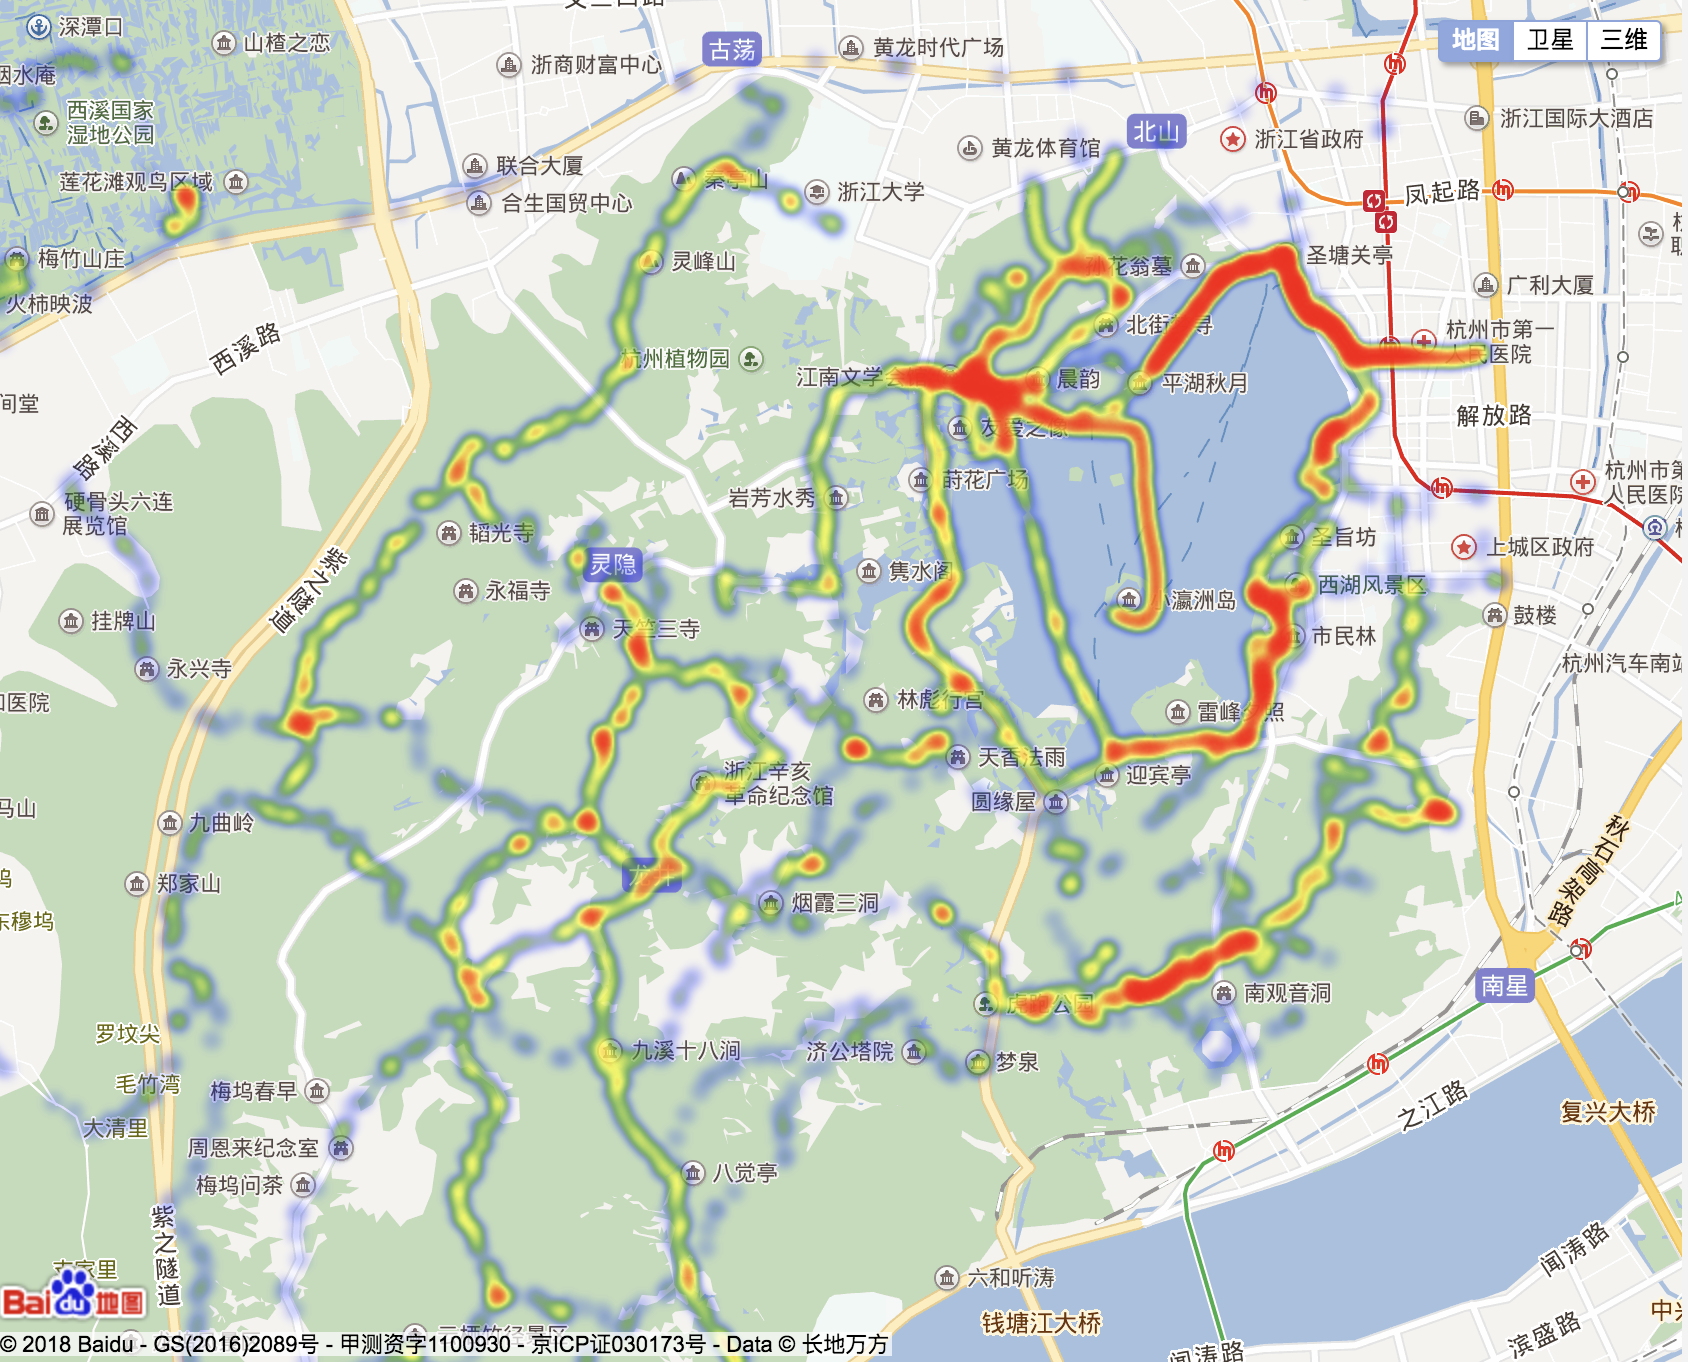 深潭口
山楂之恋
古荡
黄龙时代广场
地图
卫星
三维
浙商财富中心
烟水庵
西溪国家
湿地公园
浙江国际大酒店
北山
浙江省政府
黄龙体育馆
联合大厦
莲花滩观鸟区域
秦亭山
浙江大学
合生国贸中心
凤起路
梅竹山庄
灵峰山
孙花翁墓
圣塘关亭
广利大厦
火柿映波
西溪路
北街
寻
杭州市第一
人民医院
杭州植物园
江南文学会
晨韵
平湖秋月
间堂
西溪路
友爱之
解放路
硬骨头六连
展览馆
岩芳水秀
莳花广场
杭州市第
人民医院
韬光寺
圣旨坊
上城区政府
紫之隧道
灵隐
隽水阁
西湖风景区
永福寺
小瀛洲岛
鼓楼
挂牌山
天竺三寺
市民林
永兴寺
杭州汽车南站
医院
林彪行宫
雷峰夕照
浙江辛亥
革命纪念馆
天香法雨
迎宾亭
圆缘屋
马山
九曲岭
秋石高架路
坞
郑家山
龙井
烟霞三洞
东穆坞
南星
虎跑公园
南观音洞
罗坟尖
九溪十八涧
济公塔院
梦泉
毛竹湾
梅坞春早
之江路
复兴大桥
大清里
周恩来纪念室
八觉亭
梅坞问茶
紫之隧道
闻涛路
六和听涛
钱塘江大桥
中兴
滨盛路
闻涛路
Bai du 地图
© 2018 Baidu - GS(2016)2089号 - 甲测资字1100930 - 京ICP证030173号 - Data © 长地万方